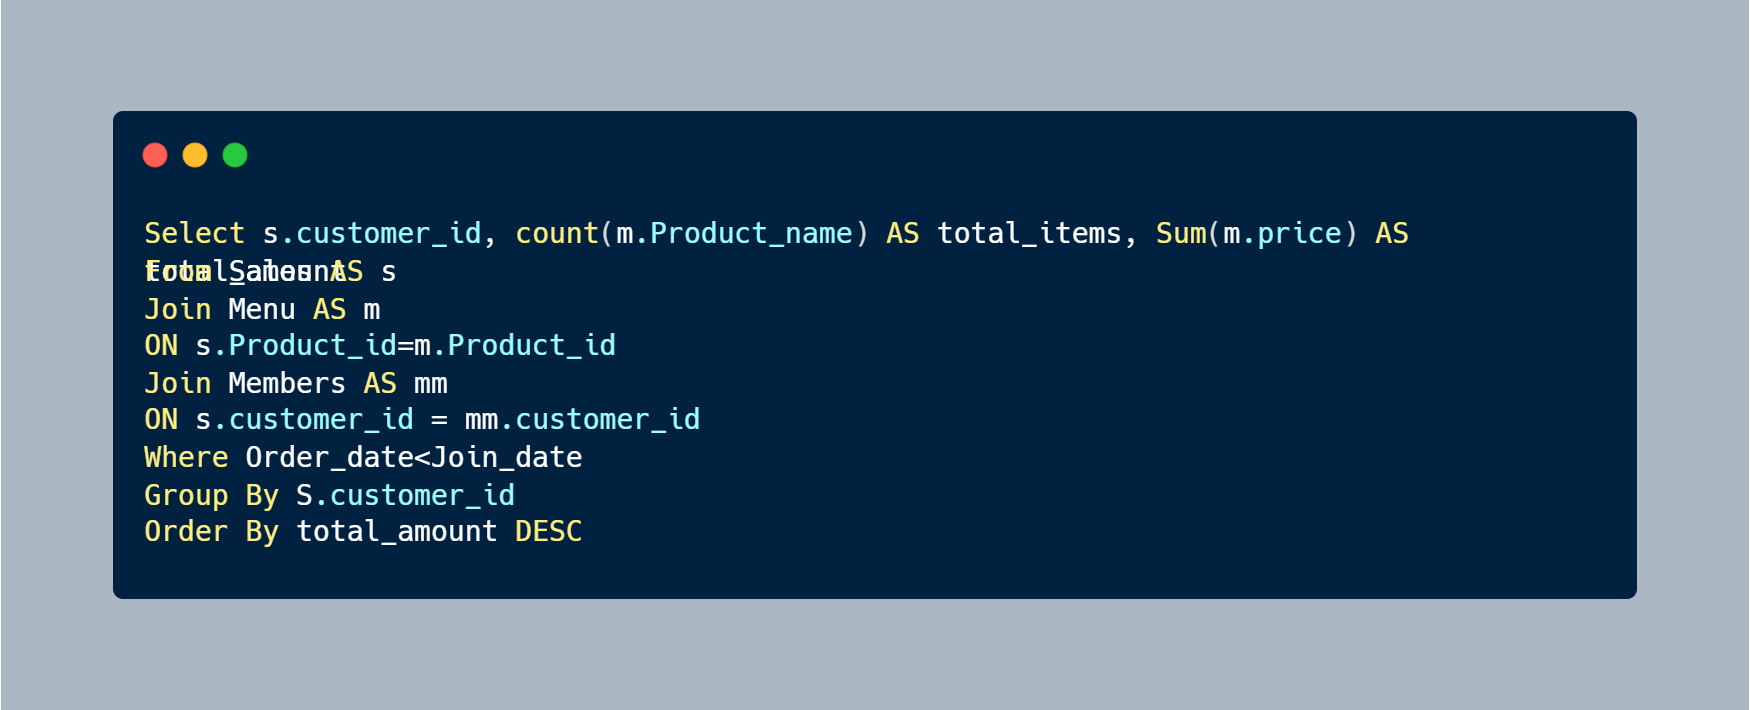 Select s.customer_id, count(m.Product_name) AS total_items, Sum(m.price) AS
total_amount
From Sales AS s
Join Menu AS m
ON s.Product_id=m.Product_id
Join Members AS mm
ON s.customer_id = mm.customer_id
Where Order_date<Join_date
Group By S.customer_id
Order By total_amount DESC